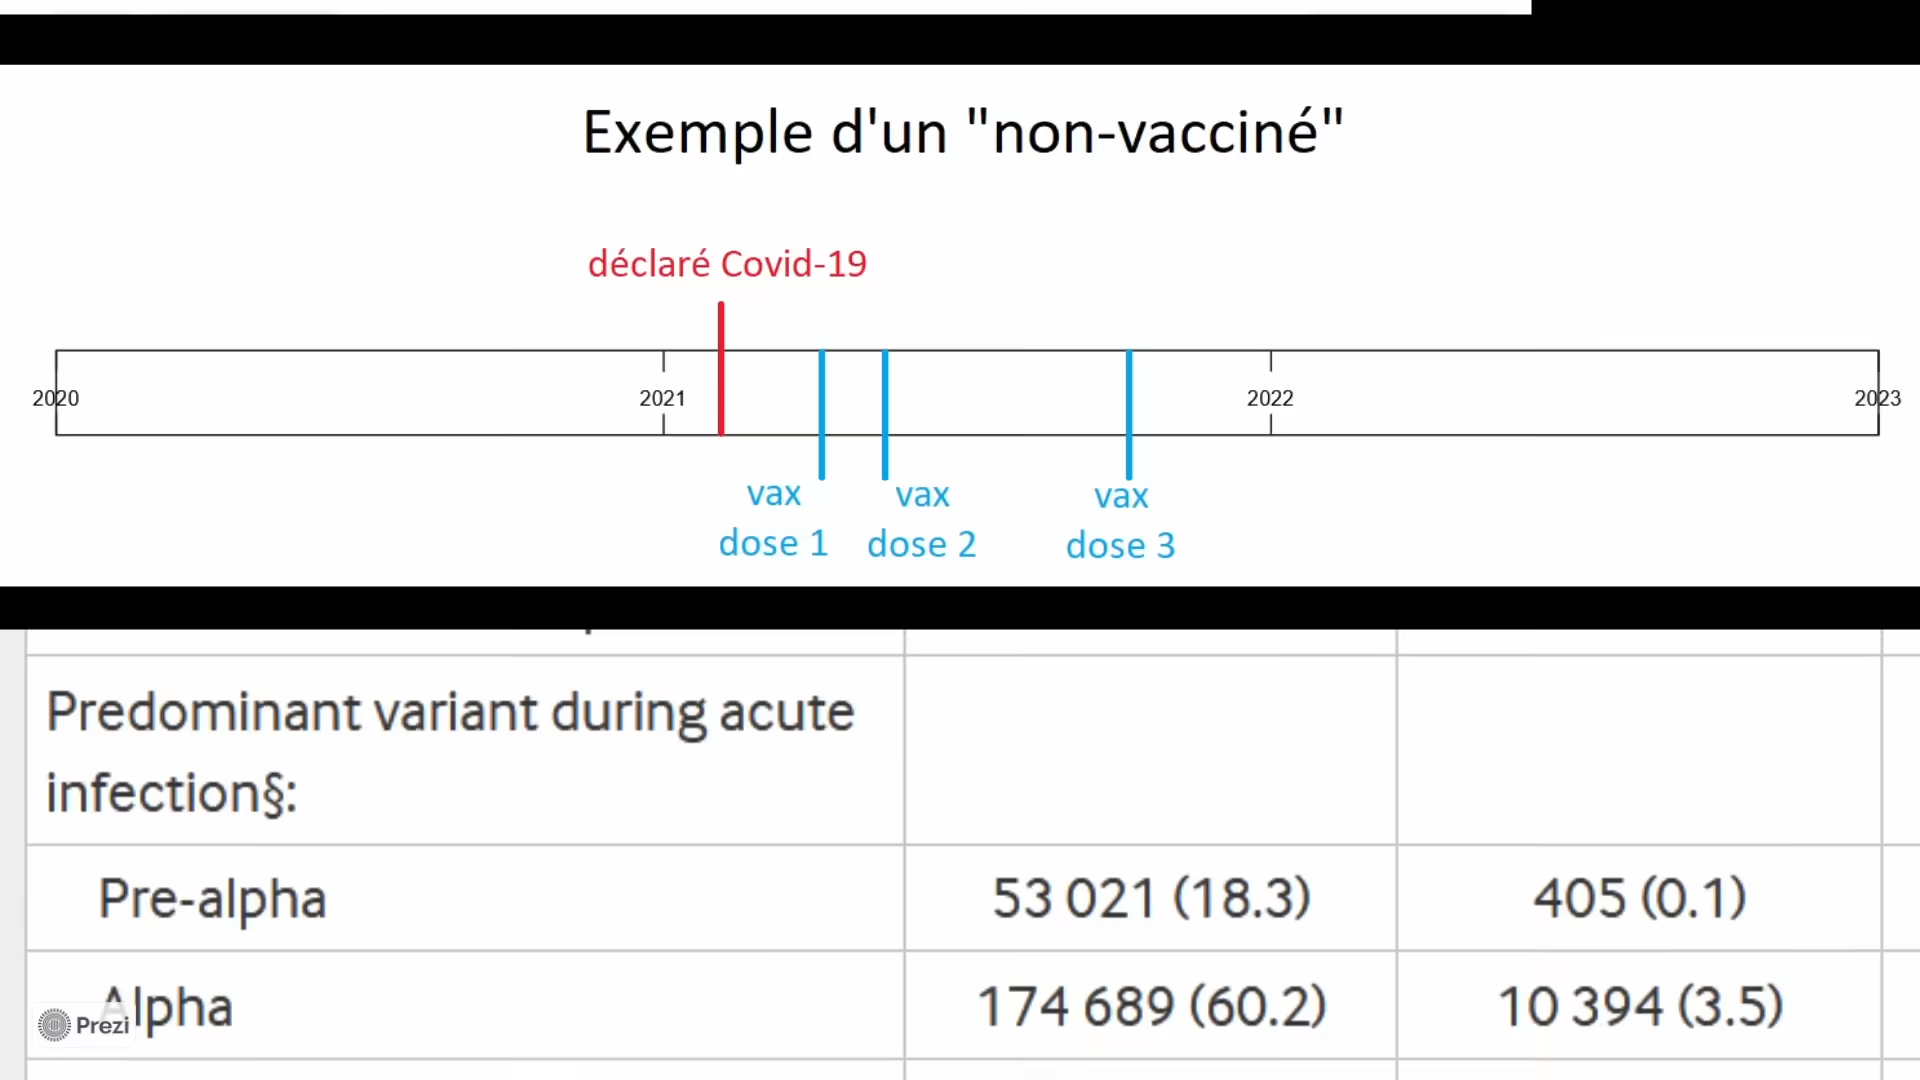 Exemple d'un "non-vacciné"
déclaré Covid-19
2020 2021 2022 2023
vax vax vax
dose 1 dose 2 dose 3
Predominant variant during acute
infection§:
Pre-alpha 53 021 (18.3) 405 (0.1)
Alpha 174 689 (60.2) 10 394 (3.5)
Prezi